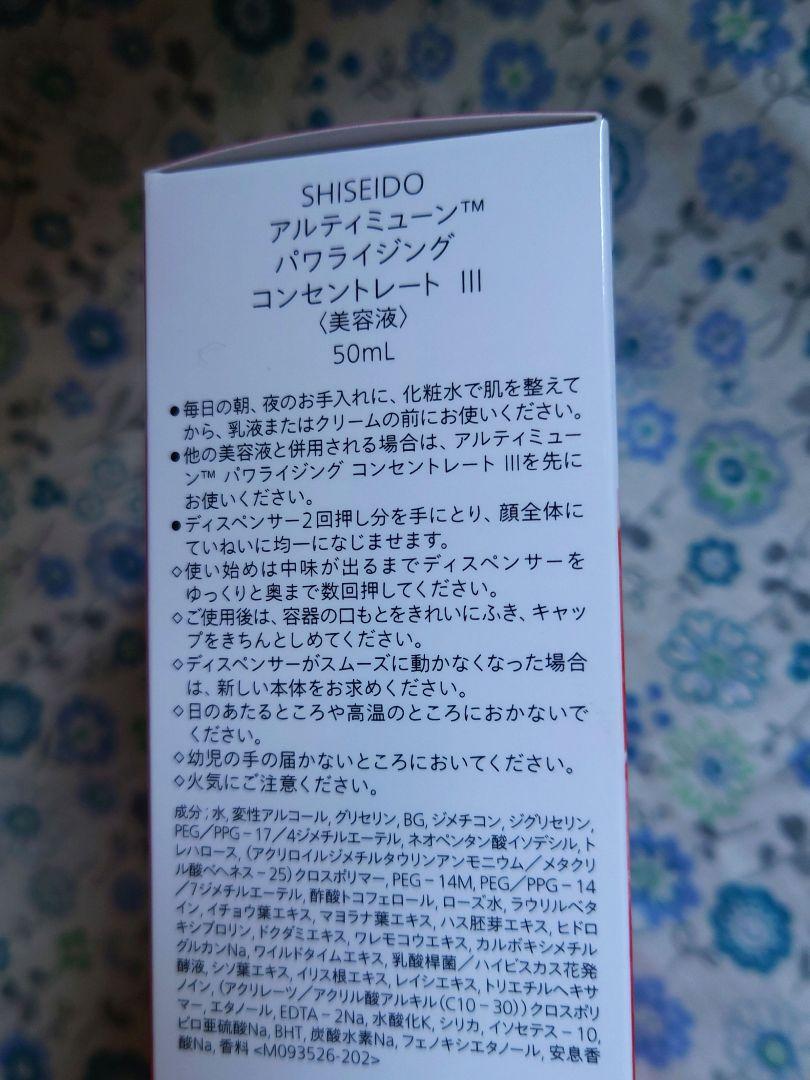 SHISEIDO
アルティミューン™
パワライジング
コンセントレート III
〈美容液〉
50mL
●毎日の朝、夜のお手入れに、化粧水で肌を整えて
から、乳液またはクリームの前にお使いください。
●他の美容液と併用される場合は、アルティミュー
ン™ パワライジング コンセントレート IIIを先に
お使いください。
●ディスペンサー2回押し分を手にとり、顔全体に
ていねいに均一になじませます。
◇使い始めは中味が出るまでディスペンサーを
ゆっくりと奥まで数回押してください。
◇ご使用後は、容器の口もとをきれいにふき、キャッ
プをきちんとしめてください。
◇ディスペンサーがスムーズに動かなくなった場合
は、新しい本体をお求めください。
◇日のあたるところや高温のところにおかないで
ください。
◇幼児の手の届かないところにおいてください。
◇火気にご注意ください。
成分;水,変性アルコール,グリセリン,BG,ジメチコン,ジグリセリン,
PEG/PPG-17/4ジメチルエーテル,ネオペンタン酸イソデシル,ト
レハロース,(アクリロイルジメチルタウリンアンモニウム/メタクリ
ル酸ベヘネス-25)クロスポリマー,PEG-14M,PEG/PPG-14
/7ジメチルエーテル,酢酸トコフェロール,ローズ水,ラウリルベタ
イン,イチョウ葉エキス,マヨラナ葉エキス,ハス胚芽エキス,ヒドロ
キシプロリン,ドクダミエキス,ワレモコウエキス,カルボキシメチル
グルカンNa,ワイルドタイムエキス,乳酸桿菌/ハイビスカス花発
酵液,シソ葉エキス,イリス根エキス,レイシエキス,トリエチルヘキサ
ノイン,(アクリレーツ/アクリル酸アルキル(C10-30))クロスポリ
マー,エタノール,EDTA-2Na,水酸化K,シリカ,イソセテス-10,
ピロ亜硫酸Na,BHT,炭酸水素Na,フェノキシエタノール,安息香
酸Na,香料 <M093526-202>